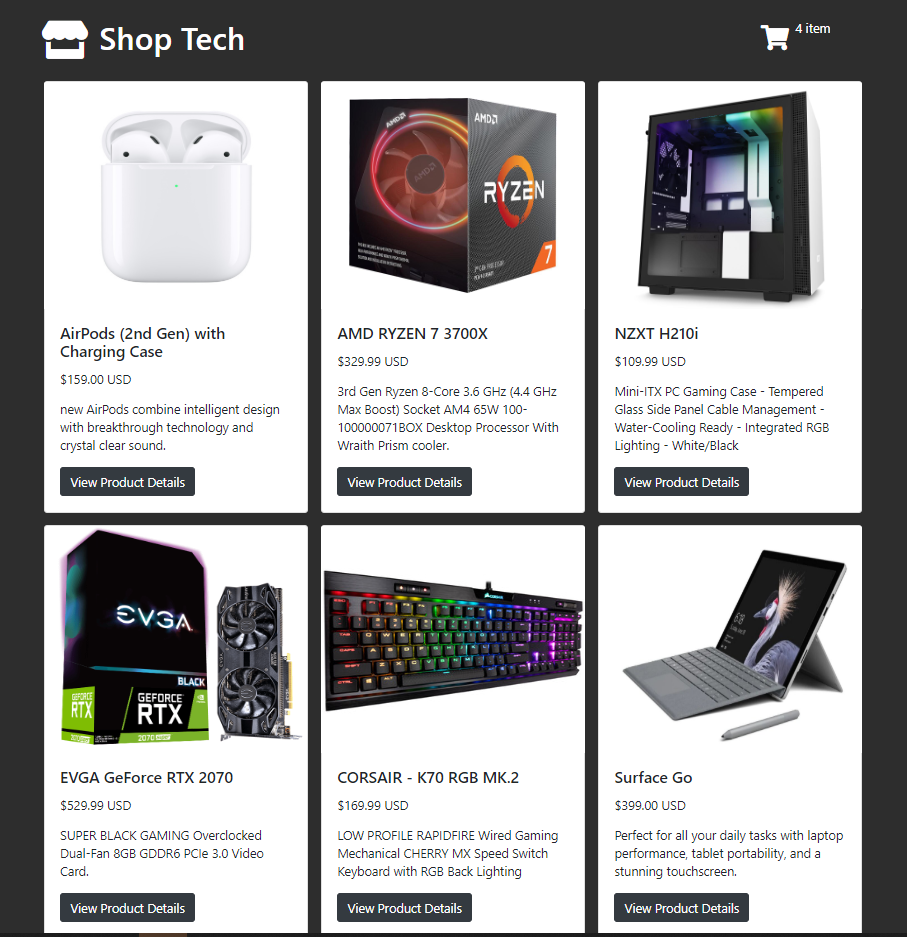 Shop Tech
4 item
AMD
AMD
RYZEN
7
AirPods (2nd Gen) with
Charging Case
$159.00 USD
new AirPods combine intelligent design
with breakthrough technology and
crystal clear sound.
View Product Details
AMD RYZEN 7 3700X
$329.99 USD
3rd Gen Ryzen 8-Core 3.6 GHz (4.4 GHz
Max Boost) Socket AM4 65W 100-
100000071BOX Desktop Processor With
Wraith Prism cooler.
View Product Details
NZXT H210i
$109.99 USD
Mini-ITX PC Gaming Case - Tempered
Glass Side Panel Cable Management -
Water-Cooling Ready - Integrated RGB
Lighting - White/Black
View Product Details
EVGA
BLACK
GEFORCE
RTX
GEFORCE
RTX
2070 SUPER
CORSAIR
EVGA GeForce RTX 2070
$529.99 USD
SUPER BLACK GAMING Overclocked
Dual-Fan 8GB GDDR6 PCIe 3.0 Video
Card.
View Product Details
CORSAIR - K70 RGB MK.2
$169.99 USD
LOW PROFILE RAPIDFIRE Wired Gaming
Mechanical CHERRY MX Speed Switch
Keyboard with RGB Back Lighting
View Product Details
Surface Go
$399.00 USD
Perfect for all your daily tasks with laptop
performance, tablet portability, and a
stunning touchscreen.
View Product Details